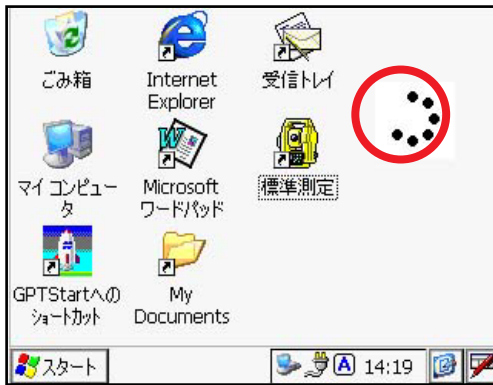 ごみ箱
Internet
Explorer
受信トレイ
マイ コンピュー
タ
Microsoft
ワードパッド
標準測定
GPTStartへの
ショートカット
My
Documents
スタート
A
14:19